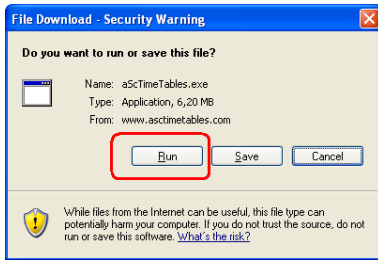 File Download - Security Warning
Do you want to run or save this file?
Name: aScTimeTables.exe
Type: Application, 6,20 MB
From: www.asctimetables.com
Run Save Cancel
While files from the Internet can be useful, this file type can
potentially harm your computer. If you do not trust the source, do not
run or save this software. What's the risk?